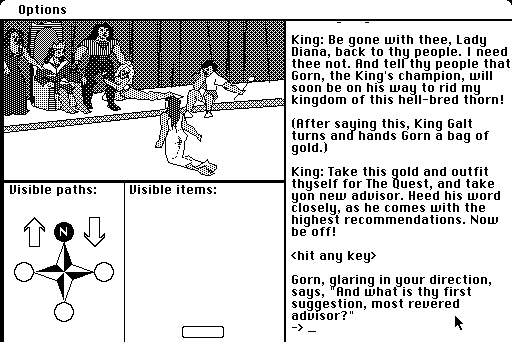 Options
King: Be gone with thee, Lady
Diana, back to thy people. I need
thee not. And tell thy people that
Gorn, the King's champion, will
soon be on his way to rid my
kingdom of this hell-bred thorn!
(After saying this, King Galt
turns and hands Gorn a bag of
gold.)
King: Take this gold and outfit
thyself for The Quest, and take
yon new advisor. Heed his word
closely, as he comes with the
highest recommendations. Now
be off!
<hit any key>
Gorn, glaring in your direction,
says, "And what is thy first
suggestion, most revered
advisor?"
-> _
Visible paths:
Visible items:
N